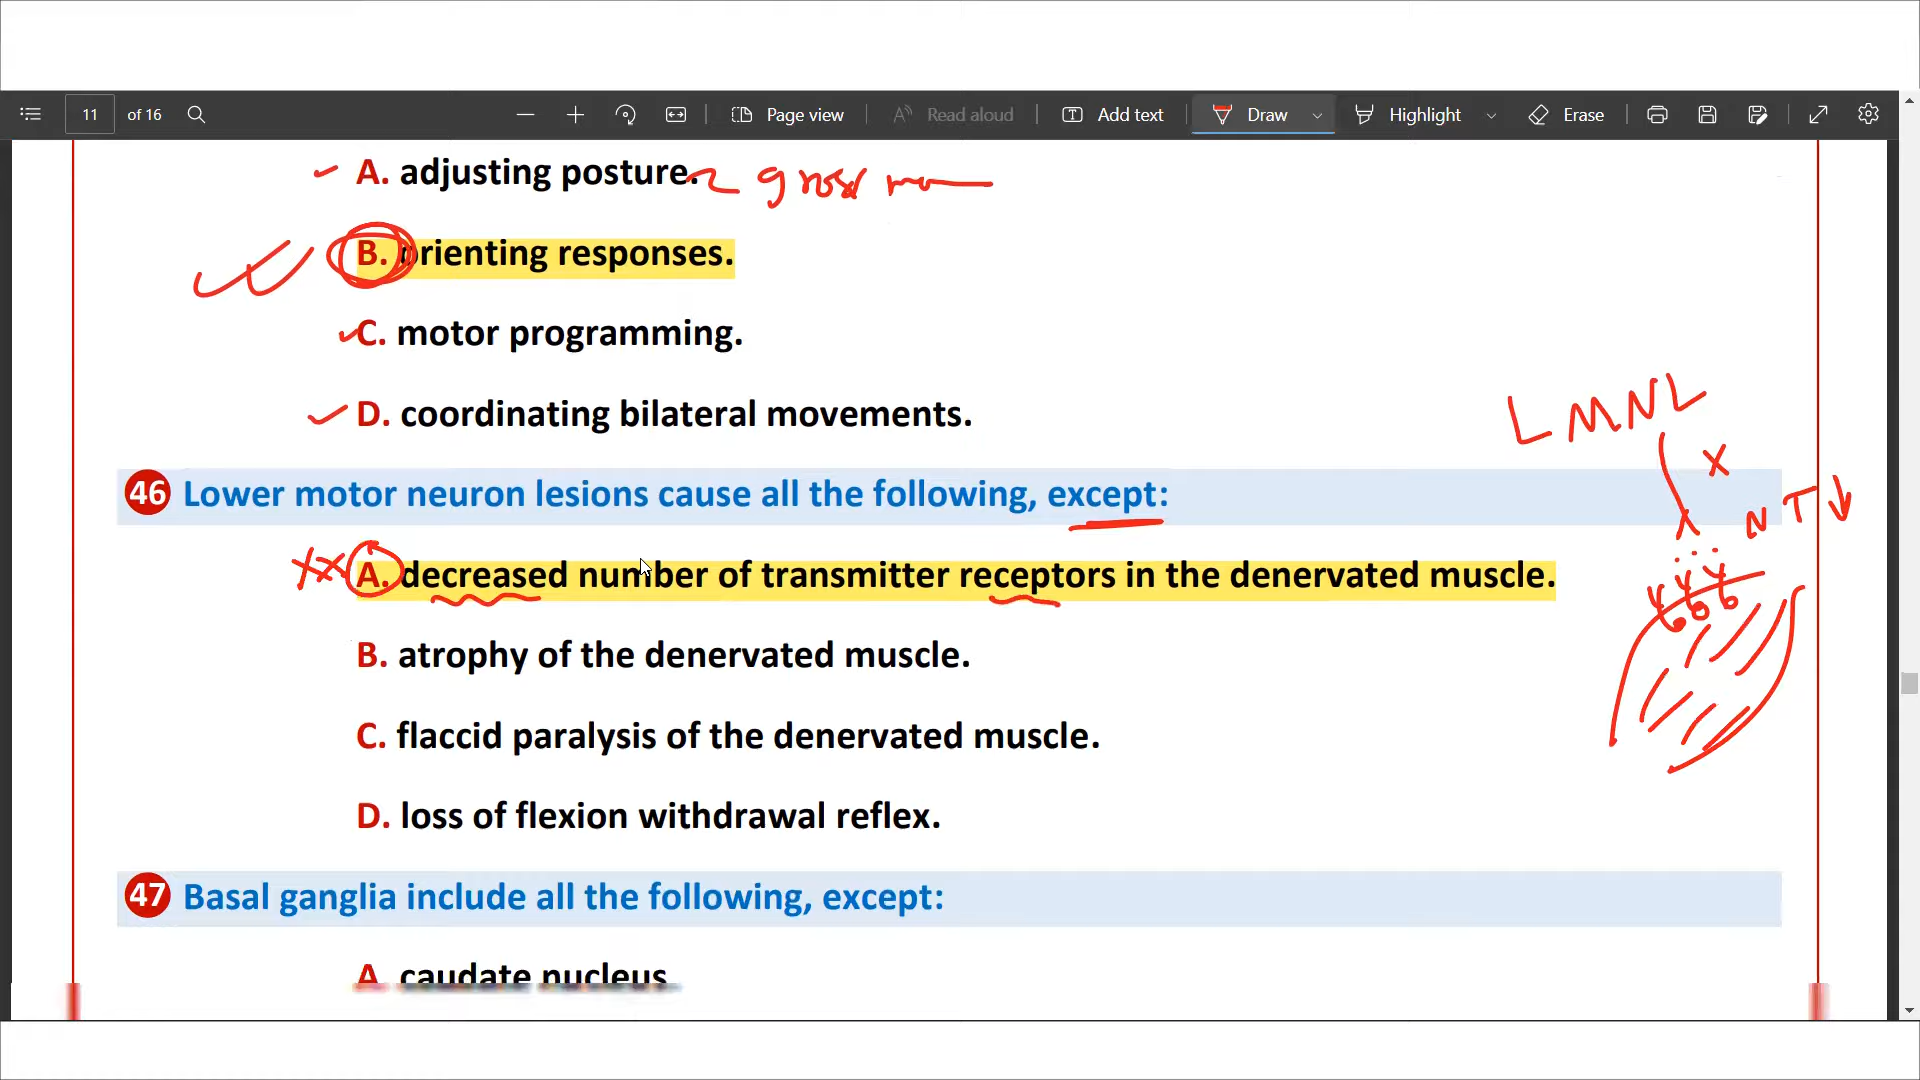 11 of 16 Page view Read aloud Add text Draw Highlight Erase
A. adjusting posture.
B. orienting responses.
C. motor programming.
D. coordinating bilateral movements.
LMNL
x
NT↓
46 Lower motor neuron lesions cause all the following, except:
xx A. decreased number of transmitter receptors in the denervated muscle.
B. atrophy of the denervated muscle.
C. flaccid paralysis of the denervated muscle.
D. loss of flexion withdrawal reflex.
47 Basal ganglia include all the following, except:
A. caudate nucleus.